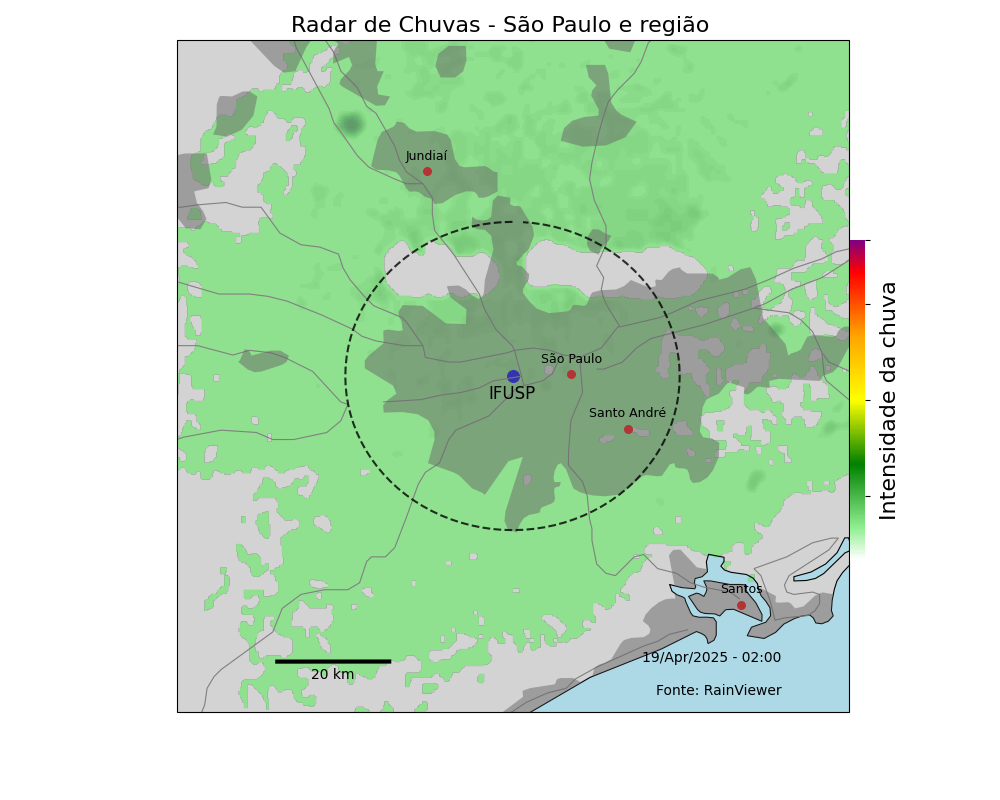 Radar de Chuvas - São Paulo e região
Jundiaí
São Paulo
IFUSP
Santo André
Intensidade da chuva
Santos
19/Apr/2025 - 02:00
20 km
Fonte: RainViewer